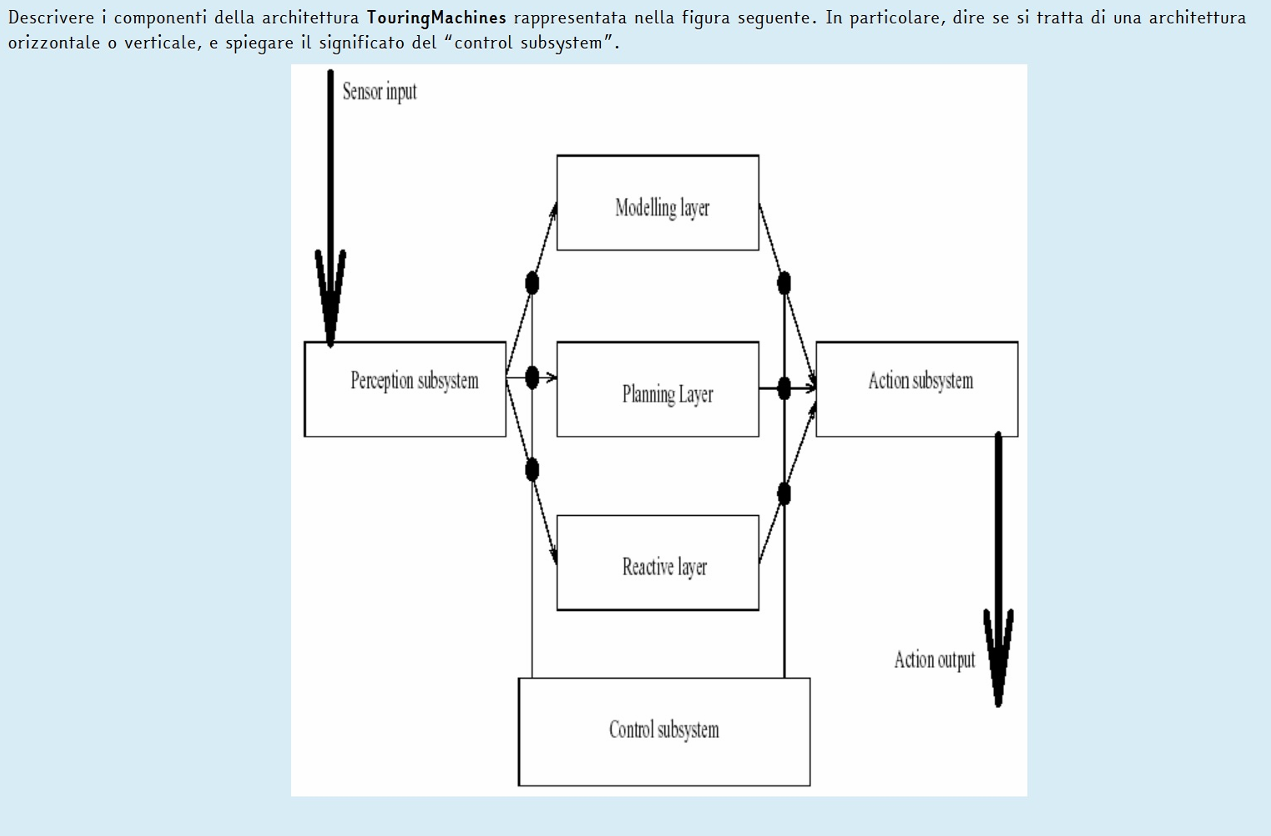 Descrivere i componenti della architettura TouringMachines rappresentata nella figura seguente. In particolare, dire se si tratta di una architettura
orizzontale o verticale, e spiegare il significato del “control subsystem”.
Sensor input
Modelling layer
Perception subsystem
Planning Layer
Action subsystem
Reactive layer
Action output
Control subsystem